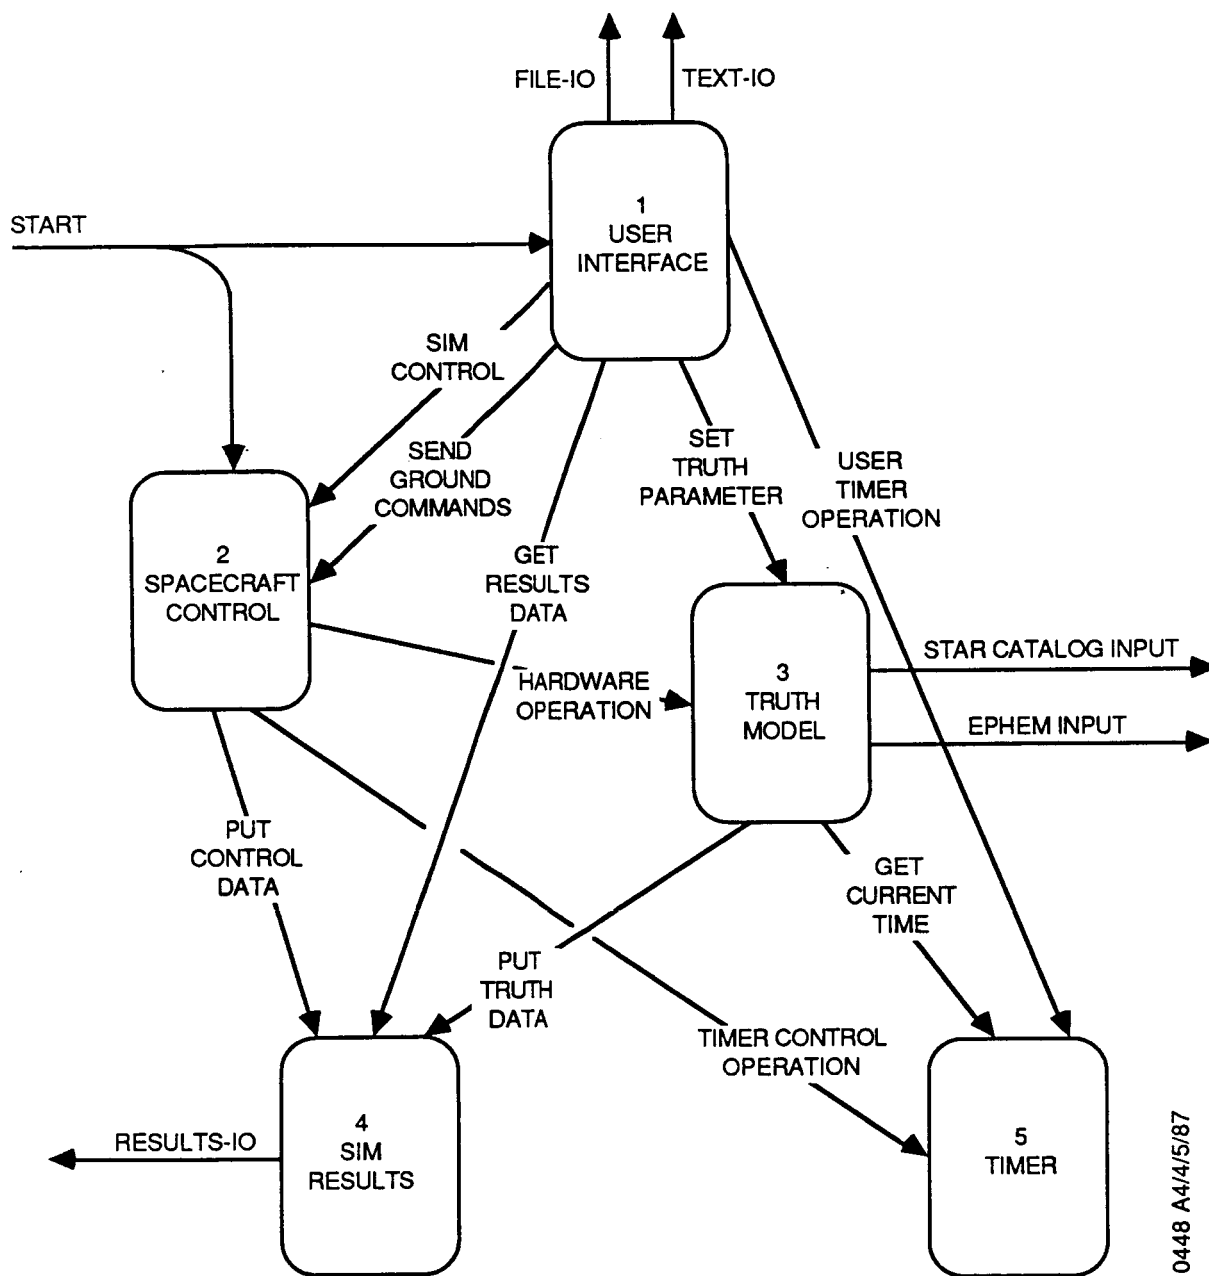 FILE-IO
TEXT-IO
START
1
USER
INTERFACE
SIM
CONTROL
SEND
GROUND
COMMANDS
SET
TRUTH
PARAMETER
USER
TIMER
OPERATION
2
SPACECRAFT
CONTROL
GET
RESULTS
DATA
HARDWARE
OPERATION
3
TRUTH
MODEL
STAR CATALOG INPUT
EPHEM INPUT
PUT
CONTROL
DATA
GET
CURRENT
TIME
PUT
TRUTH
DATA
TIMER CONTROL
OPERATION
RESULTS-IO
4
SIM
RESULTS
5
TIMER
0448 A4/4/5/87